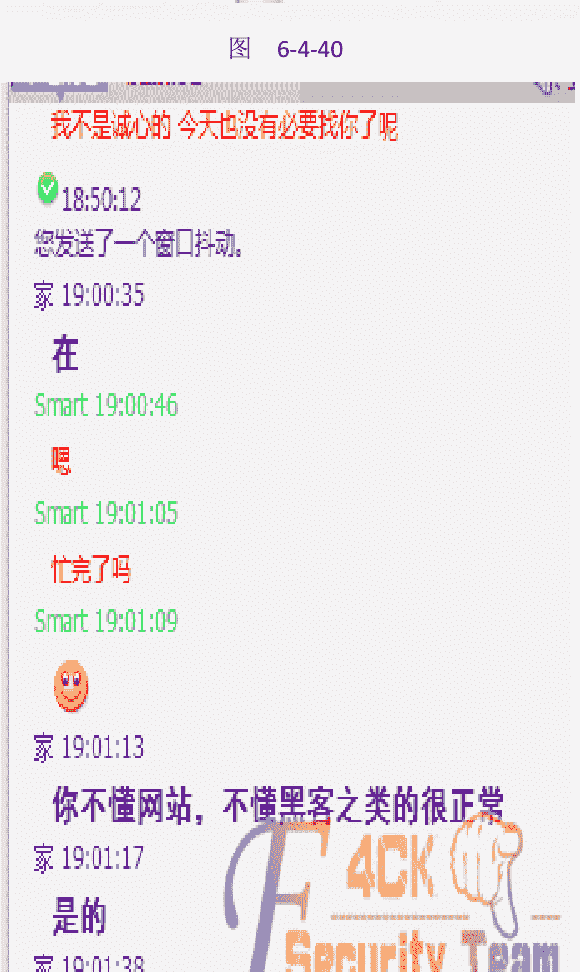 图 6-4-40
我不是诚心的 今天也没有必要找你了呢
18:50:12
您发送了一个窗口抖动。
家 19:00:35
在
Smart 19:00:46
嗯
Smart 19:01:05
忙完了吗
Smart 19:01:09
家 19:01:13
你不懂网站，不懂黑客之类的很正常
家 19:01:17
是的
家 19:01:38
F4CK
Security Team